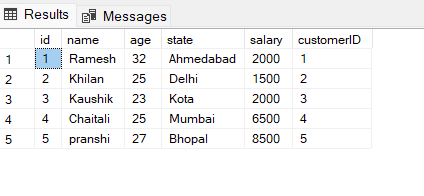 Results Messages
id name age state salary customerID
1 1 Ramesh 32 Ahmedabad 2000 1
2 2 Khilan 25 Delhi 1500 2
3 3 Kaushik 23 Kota 2000 3
4 4 Chaitali 25 Mumbai 6500 4
5 5 pranshi 27 Bhopal 8500 5